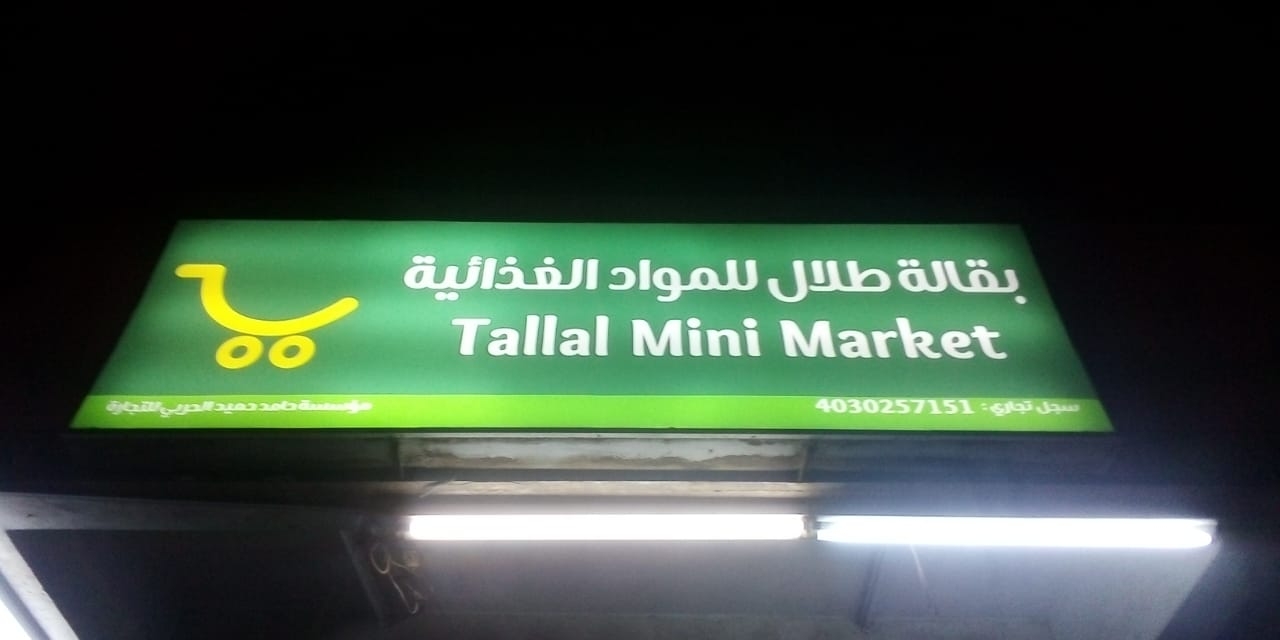 بقالة طلال للمواد الغذائية
Tallal Mini Market
سجل تجاري: 4030257151
مؤسسة حامد حميد الحربي للتجارة